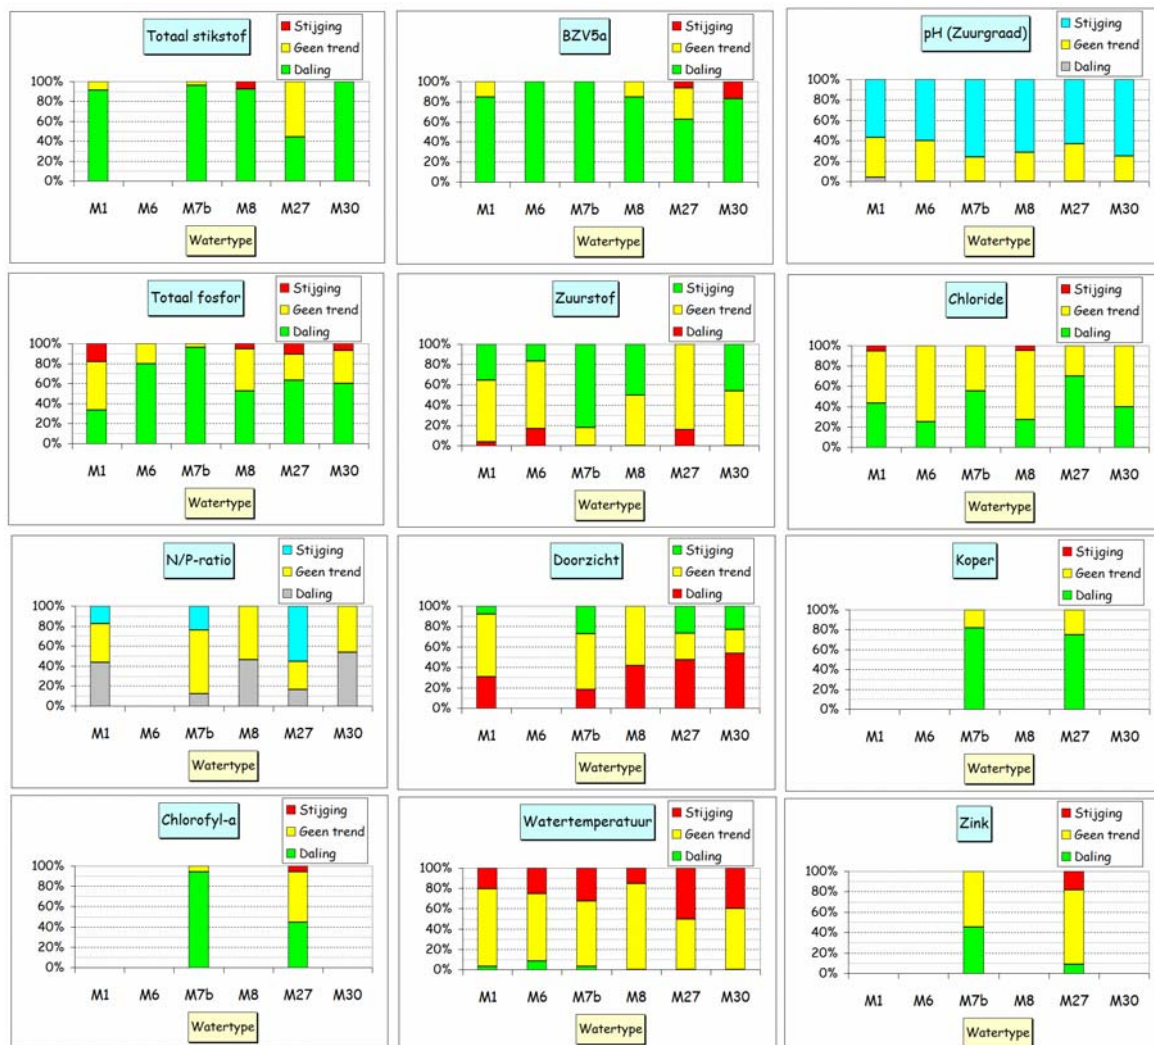 Totaal stikstof
Stijging
Geen trend
Daling
100%
80%
60%
40%
20%
0%
M1 M6 M7b M8 M27 M30
Watertype
BZV5a
Stijging
Geen trend
Daling
100%
80%
60%
40%
20%
0%
M1 M6 M7b M8 M27 M30
Watertype
pH (Zuurgraad)
Stijging
Geen trend
Daling
100%
80%
60%
40%
20%
0%
M1 M6 M7b M8 M27 M30
Watertype
Totaal fosfor
Stijging
Geen trend
Daling
100%
80%
60%
40%
20%
0%
M1 M6 M7b M8 M27 M30
Watertype
Zuurstof
Stijging
Geen trend
Daling
100%
80%
60%
40%
20%
0%
M1 M6 M7b M8 M27 M30
Watertype
Chloride
Stijging
Geen trend
Daling
100%
80%
60%
40%
20%
0%
M1 M6 M7b M8 M27 M30
Watertype
N/P-ratio
Stijging
Geen trend
Daling
100%
80%
60%
40%
20%
0%
M1 M6 M7b M8 M27 M30
Watertype
Doorzicht
Stijging
Geen trend
Daling
100%
80%
60%
40%
20%
0%
M1 M6 M7b M8 M27 M30
Watertype
Koper
Stijging
Geen trend
Daling
100%
80%
60%
40%
20%
0%
M1 M6 M7b M8 M27 M30
Watertype
Chlorofyl-a
Stijging
Geen trend
Daling
100%
80%
60%
40%
20%
0%
M1 M6 M7b M8 M27 M30
Watertype
Watertemperatuur
Stijging
Geen trend
Daling
100%
80%
60%
40%
20%
0%
M1 M6 M7b M8 M27 M30
Watertype
Zink
Stijging
Geen trend
Daling
100%
80%
60%
40%
20%
0%
M1 M6 M7b M8 M27 M30
Watertype